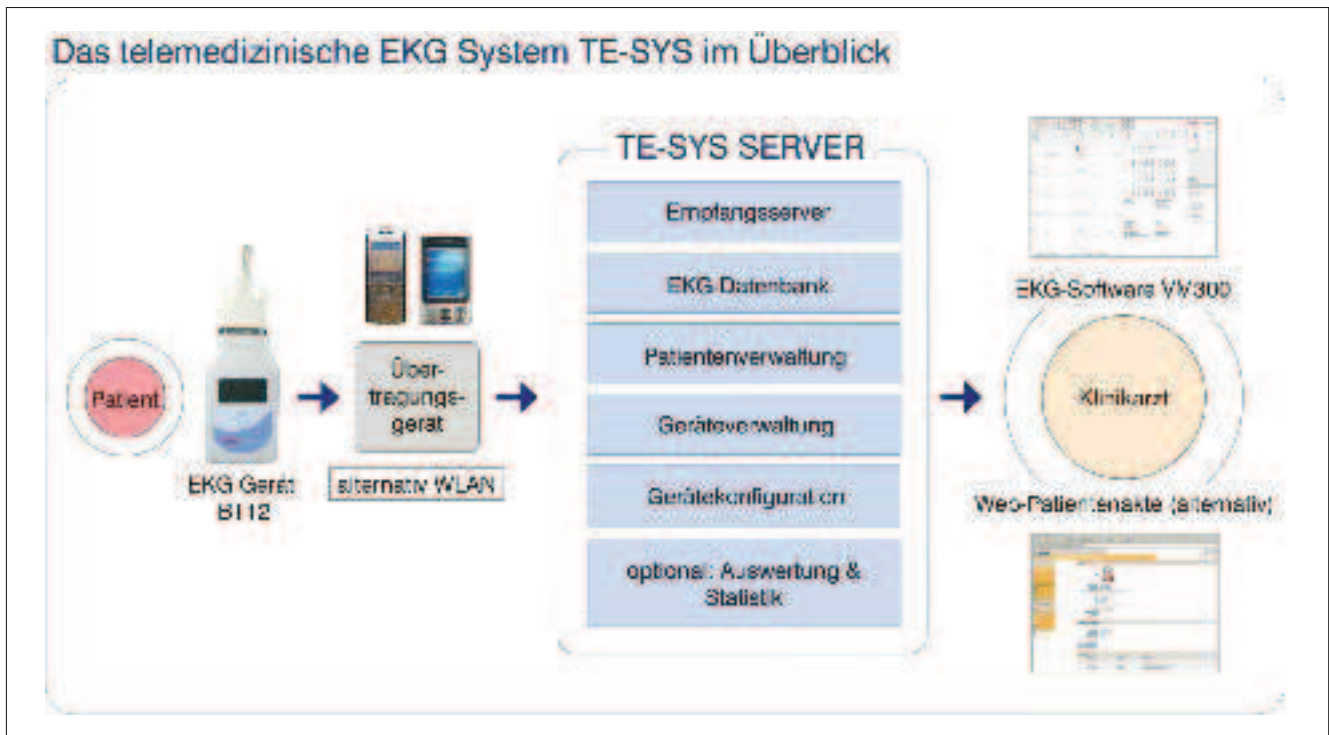 Das telemedizinische EKG System TE-SYS im Überblick
TE-SYS SERVER
Empfangsserver
EKG-Datenbank
Patientenverwaltung
Geräteverwaltung
Gerätekonfiguration
optional: Auswertung &
Statistik
Patient
EKG Gerät
BT12
Über-
tragungs-
gerät
alternativ WLAN
EKG-Software VM300
Klinikarzt
Web-Patientenakte (alternativ)